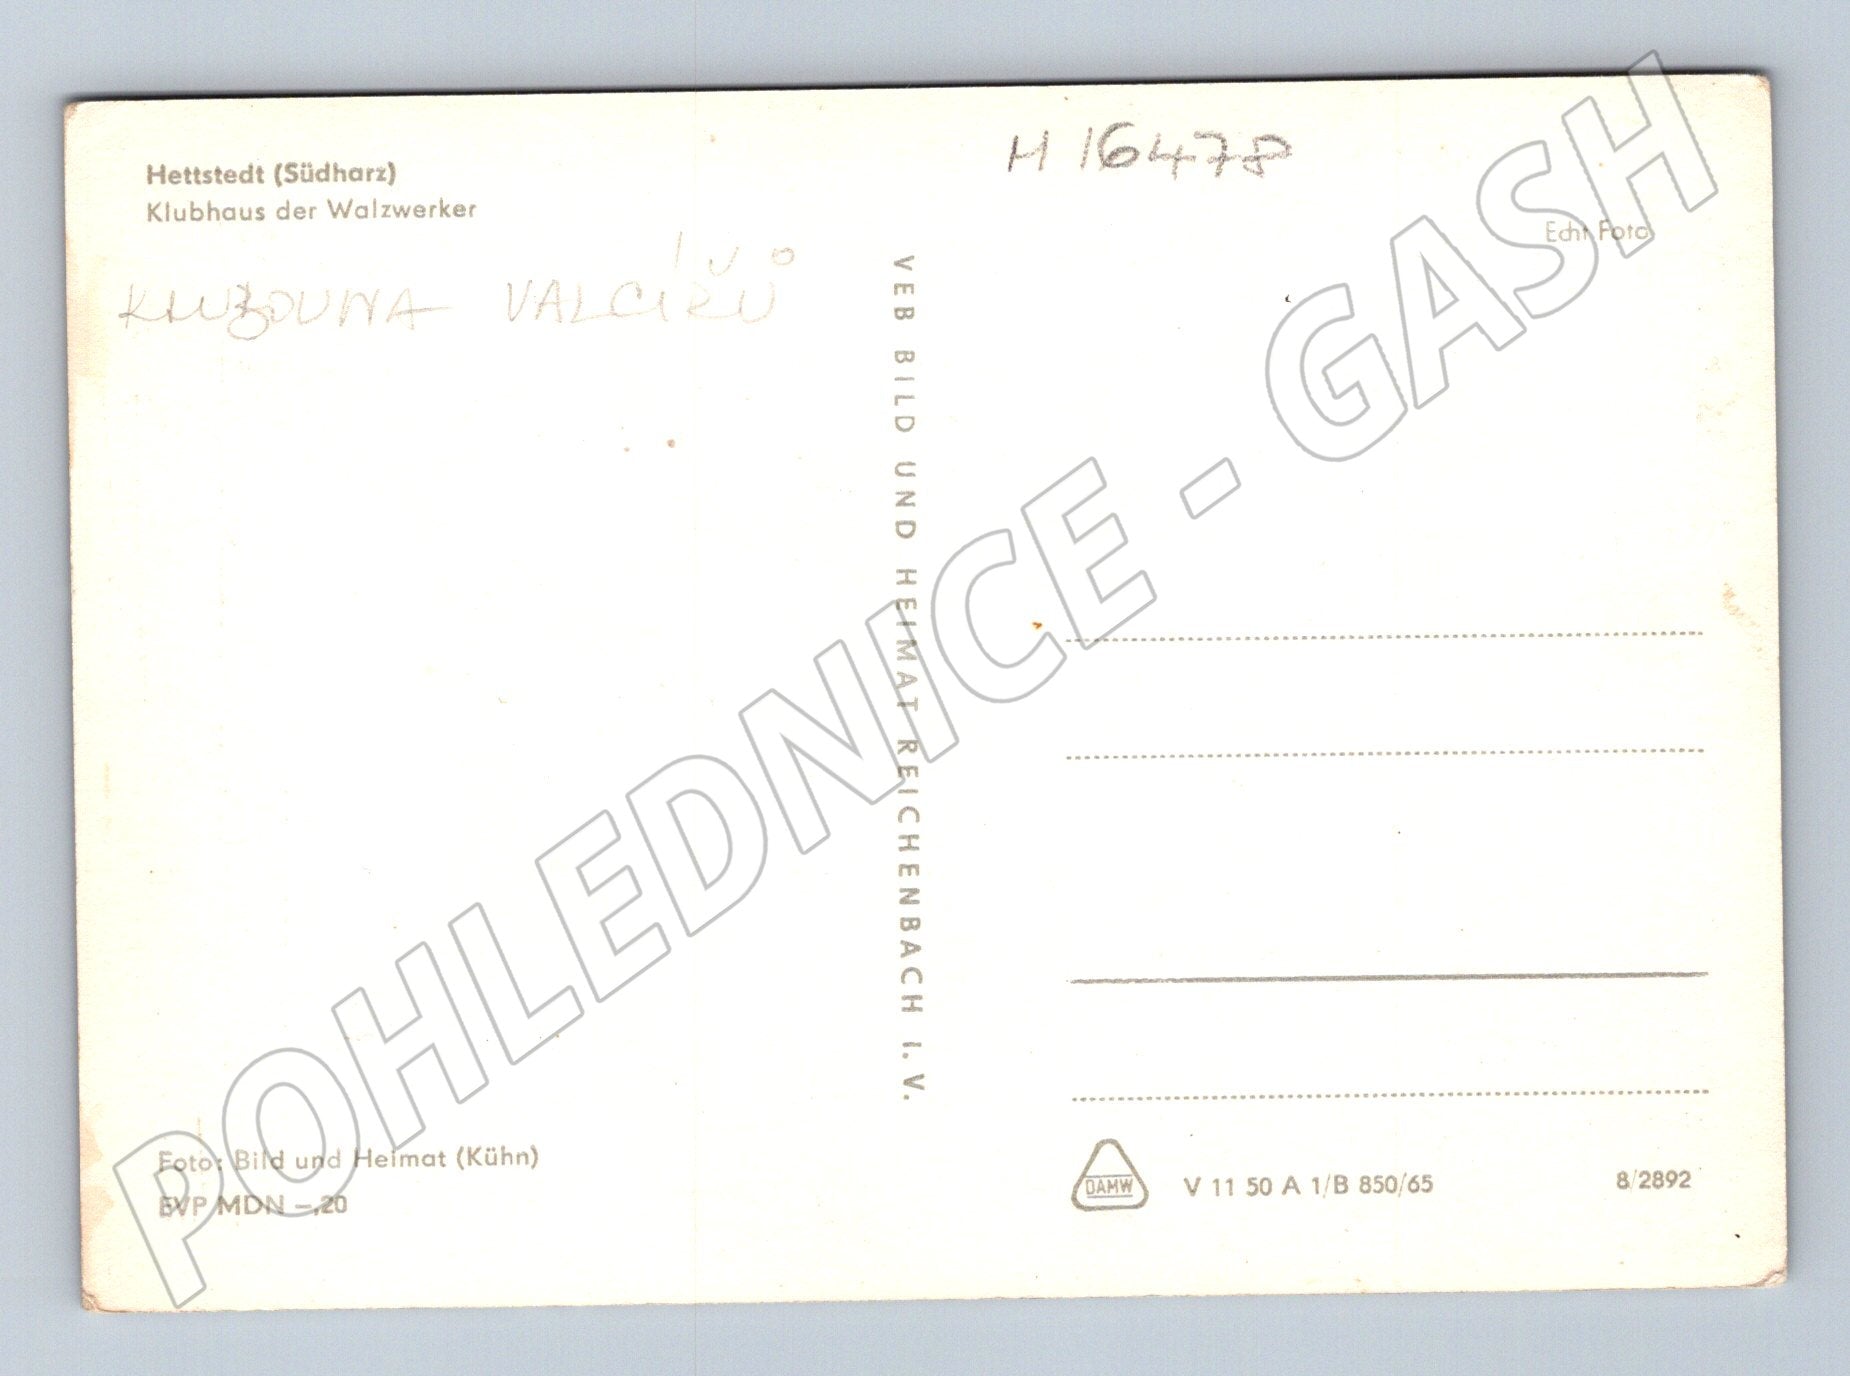 H 16478
Hettstedt (Südharz)
Klubhaus der Walzwerker
Echt Foto
VALCÍŘŮ
VEB BILD UND HEIMAT REICHENBACH I. V.
POHLEDNICE - GASH
Foto: Bild und Heimat (Kühn)
EVP MDN –,20
DAMW
V 11 50 A 1/B 850/65
8/2892